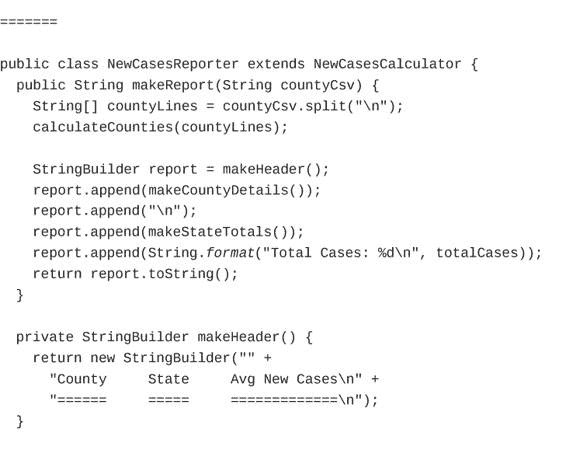 =======
public class NewCasesReporter extends NewCasesCalculator {
  public String makeReport(String countyCsv) {
    String[] countyLines = countyCsv.split("\n");
    calculateCounties(countyLines);

    StringBuilder report = makeHeader();
    report.append(makeCountyDetails());
    report.append("\n");
    report.append(makeStateTotals());
    report.append(String.format("Total Cases: %d\n", totalCases));
    return report.toString();
  }

  private StringBuilder makeHeader() {
    return new StringBuilder("" +
      "County     State     Avg New Cases\n" +
      "======     =====     =============\n");
  }